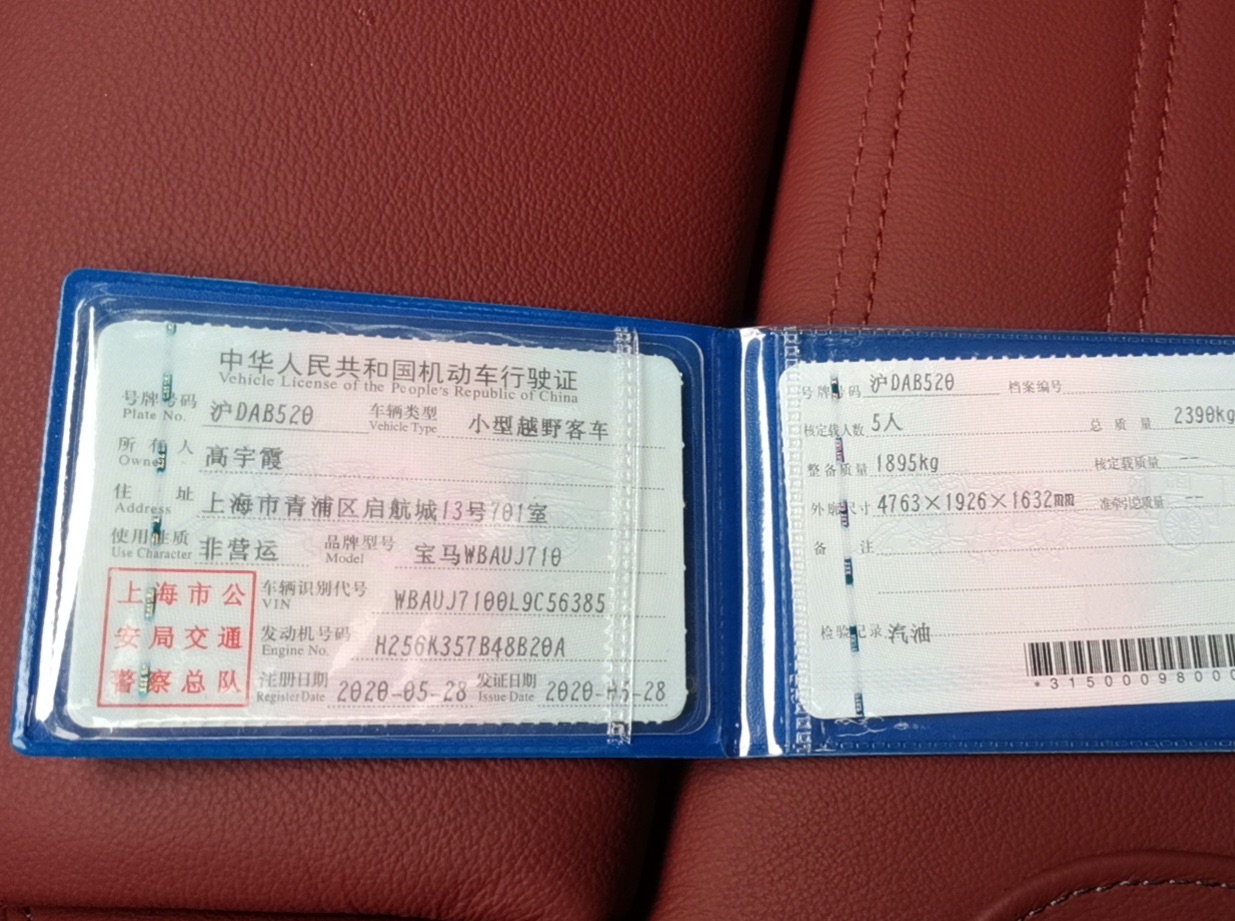 中华人民共和国机动车行驶证
Vehicle License of the People's Republic of China
号牌号码 沪DAB520 车辆类型 小型越野客车
Plate No. Vehicle Type
所有人 高宇霞
Owner
住址 上海市青浦区启航城13号701室
Address
使用性质 非营运 品牌型号 宝马WBAUJ710
Use Character Model
上海市公安局交通警察总队
车辆识别代号 WBAUJ7100L9C56385
VIN
发动机号码 H256K357B48B20A
Engine No.
注册日期 2020-05-28 发证日期 2020-05-28
Register Date Issue Date
号牌号码 沪DAB520 档案编号
核定载人数 5人 总质量 2390kg
整备质量 1895kg 核定载质量 --
外廓尺寸 4763×1926×1632mm 准牵引总质量 --
备注
检验记录 汽油
*315000098000